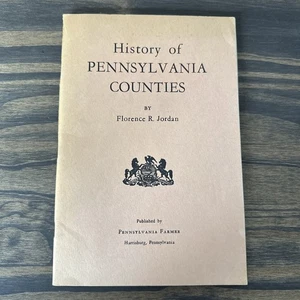 History of
PENNSYLVANIA
COUNTIES
BY
Florence R. Jordan
Published by
PENNSYLVANIA FARMER
Harrisburg, Pennsylvania